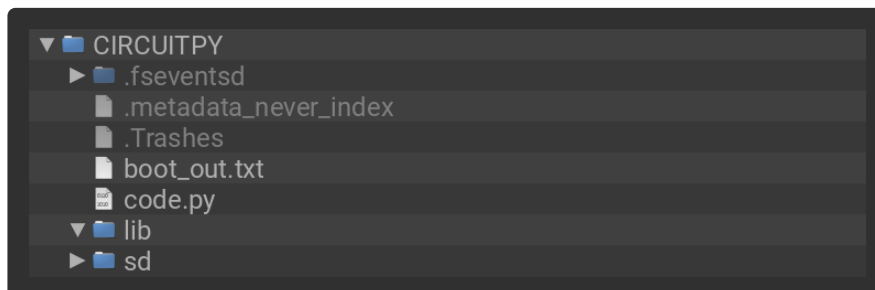 CIRCUITPY
.fseventsd
.metadata_never_index
.Trashes
boot_out.txt
code.py
lib
sd